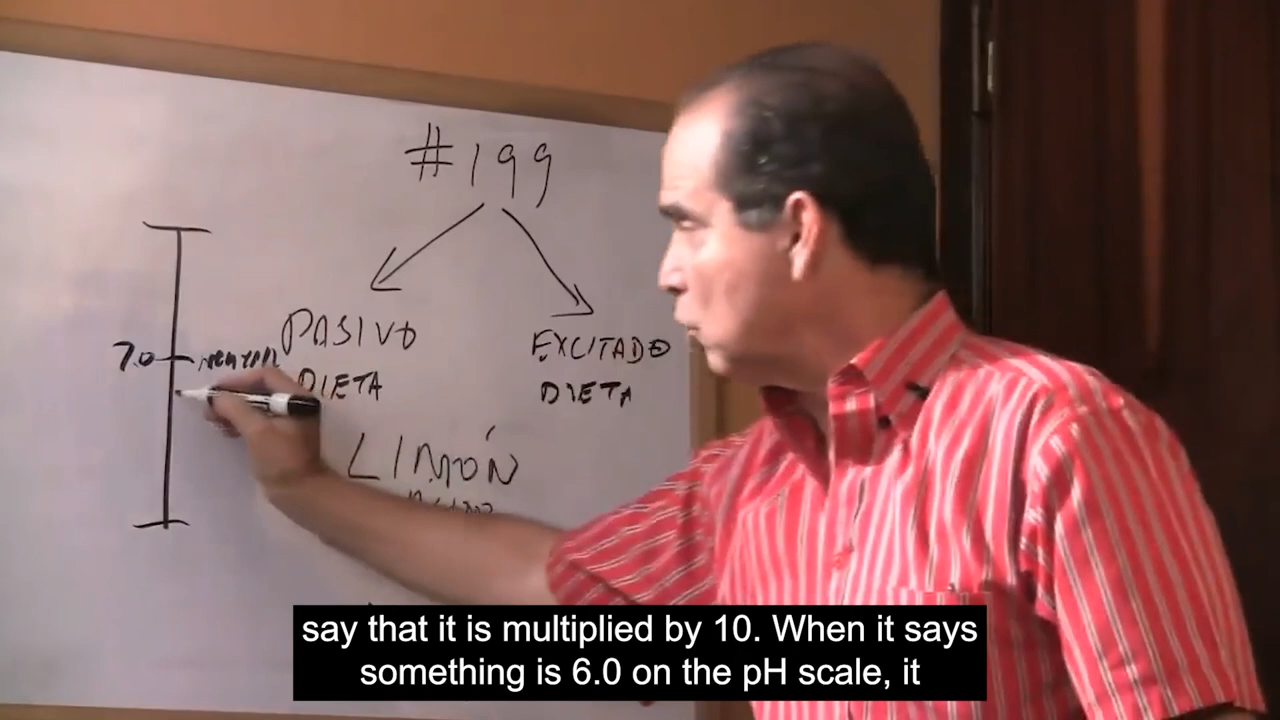 #199
PASIVO
EXCITADO
7.0
DIETA
DIETA
LIMÓN
say that it is multiplied by 10. When it says
something is 6.0 on the pH scale, it